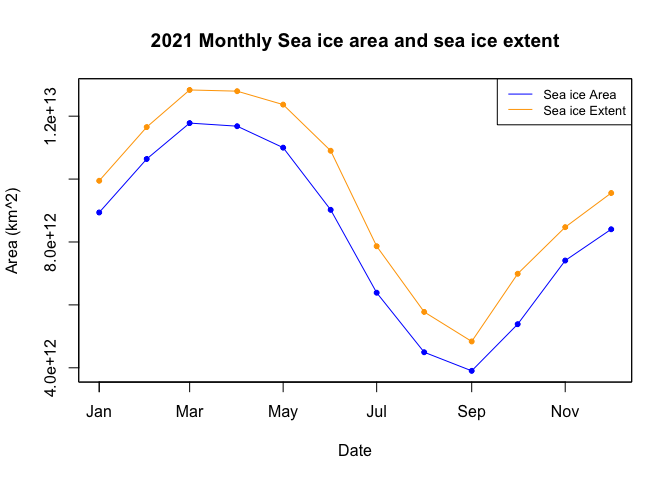 2021 Monthly Sea ice area and sea ice extent
Sea ice Area
Sea ice Extent
Area (km^2)
1.2e+13
8.0e+12
4.0e+12
Jan Mar May Jul Sep Nov
Date